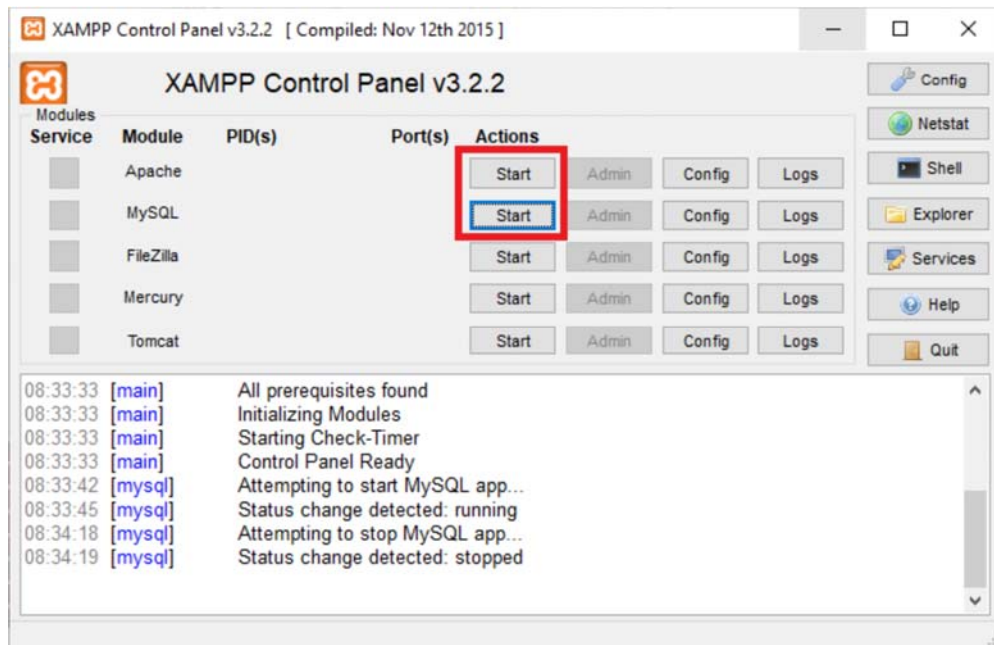 XAMPP Control Panel v3.2.2 [ Compiled: Nov 12th 2015 ]
XAMPP Control Panel v3.2.2
Config
Modules
Service Module PID(s) Port(s) Actions
Netstat
Apache Start Admin Config Logs
Shell
MySQL Start Admin Config Logs
Explorer
FileZilla Start Admin Config Logs
Services
Mercury Start Admin Config Logs
Help
Tomcat Start Admin Config Logs
Quit
08:33:33 [main] All prerequisites found
08:33:33 [main] Initializing Modules
08:33:33 [main] Starting Check-Timer
08:33:33 [main] Control Panel Ready
08:33:42 [mysql] Attempting to start MySQL app...
08:33:45 [mysql] Status change detected: running
08:34:18 [mysql] Attempting to stop MySQL app...
08:34:19 [mysql] Status change detected: stopped